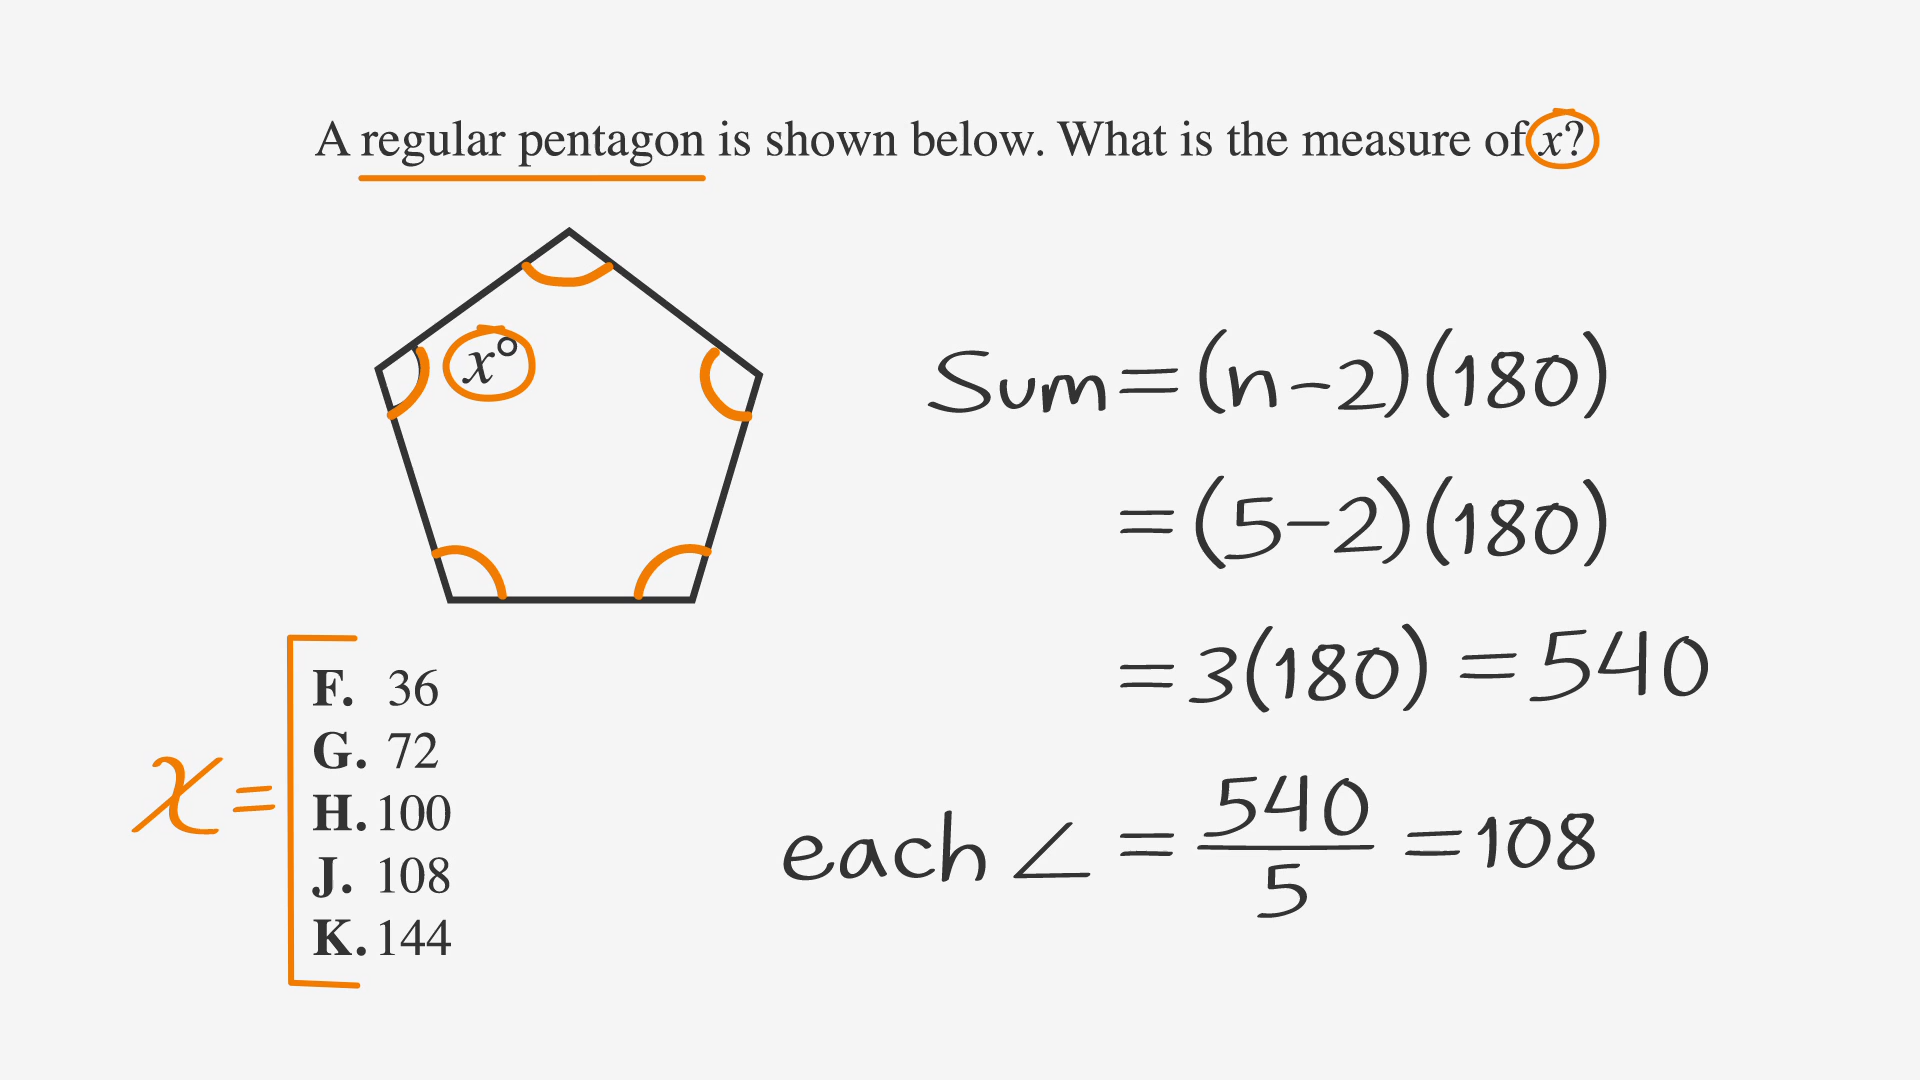 A regular pentagon is shown below. What is the measure of x?
x°
Sum = (n-2)(180)
= (5-2)(180)
= 3(180) = 540
each ∠ = 540/5 = 108
x =
F. 36
G. 72
H. 100
J. 108
K. 144